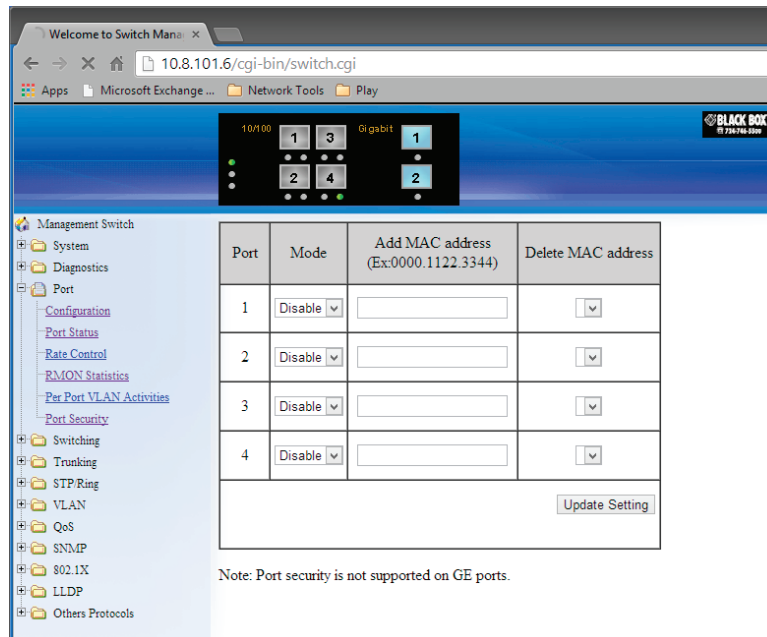 Welcome to Switch Mana
10.8.101.6/cgi-bin/switch.cgi
Apps Microsoft Exchange ... Network Tools Play
10/100 1 3 Gigabit 1
2 4 2
BLACK BOX
724-746-5500
Management Switch
System
Diagnostics
Port
Configuration
Port Status
Rate Control
RMON Statistics
Per Port VLAN Activities
Port Security
Switching
Trunking
STP/Ring
VLAN
QoS
SNMP
802.1X
LLDP
Others Protocols
Port Mode Add MAC address (Ex:0000.1122.3344) Delete MAC address
1 Disable
2 Disable
3 Disable
4 Disable
Update Setting
Note: Port security is not supported on GE ports.